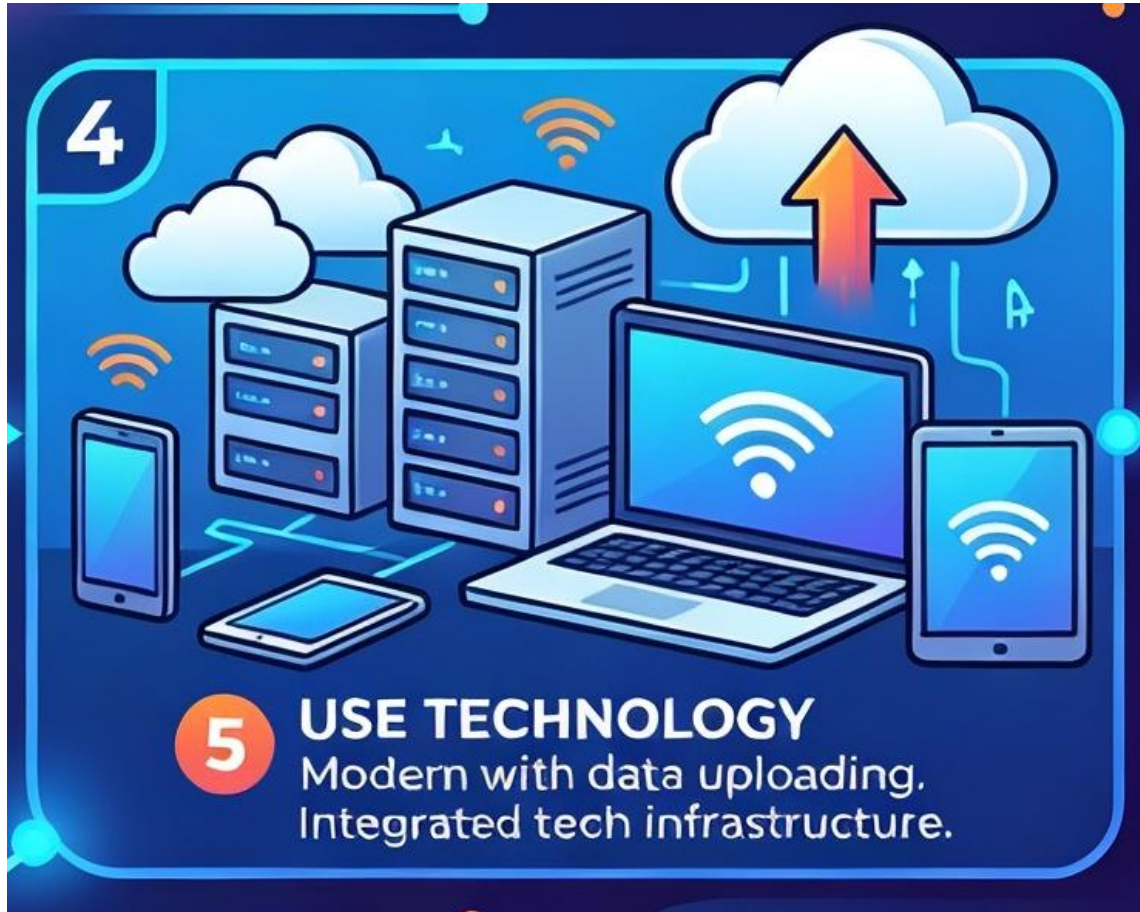 4
5
USE TECHNOLOGY
Modern with data uploading.
Integrated tech infrastructure.